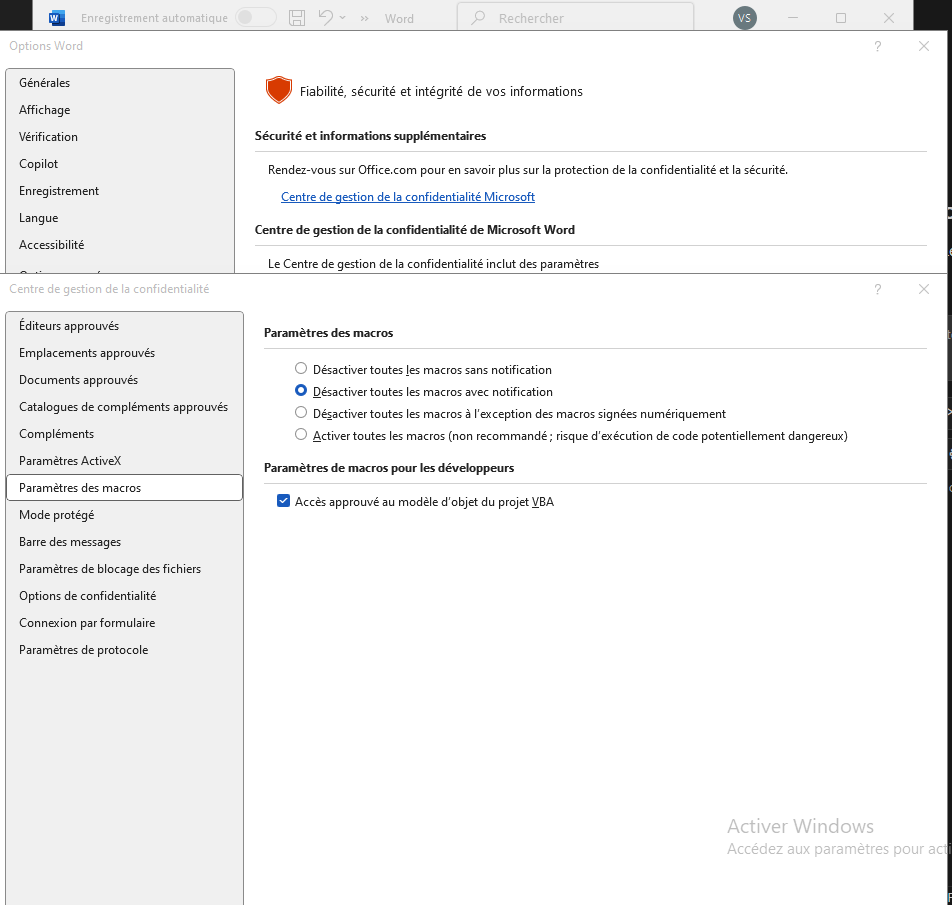 Enregistrement automatique
Word
Rechercher
VS
Options Word
Générales
Affichage
Vérification
Copilot
Enregistrement
Langue
Accessibilité
Fiabilité, sécurité et intégrité de vos informations
Sécurité et informations supplémentaires
Rendez-vous sur Office.com pour en savoir plus sur la protection de la confidentialité et la sécurité.
Centre de gestion de la confidentialité Microsoft
Centre de gestion de la confidentialité de Microsoft Word
Le Centre de gestion de la confidentialité inclut des paramètres
Centre de gestion de la confidentialité
Éditeurs approuvés
Emplacements approuvés
Documents approuvés
Catalogues de compléments approuvés
Compléments
Paramètres ActiveX
Paramètres des macros
Mode protégé
Barre des messages
Paramètres de blocage des fichiers
Options de confidentialité
Connexion par formulaire
Paramètres de protocole
Paramètres des macros
Désactiver toutes les macros sans notification
Désactiver toutes les macros avec notification
Désactiver toutes les macros à l'exception des macros signées numériquement
Activer toutes les macros (non recommandé ; risque d'exécution de code potentiellement dangereux)
Paramètres de macros pour les développeurs
Accès approuvé au modèle d'objet du projet VBA
Activer Windows
Accédez aux paramètres pour acti